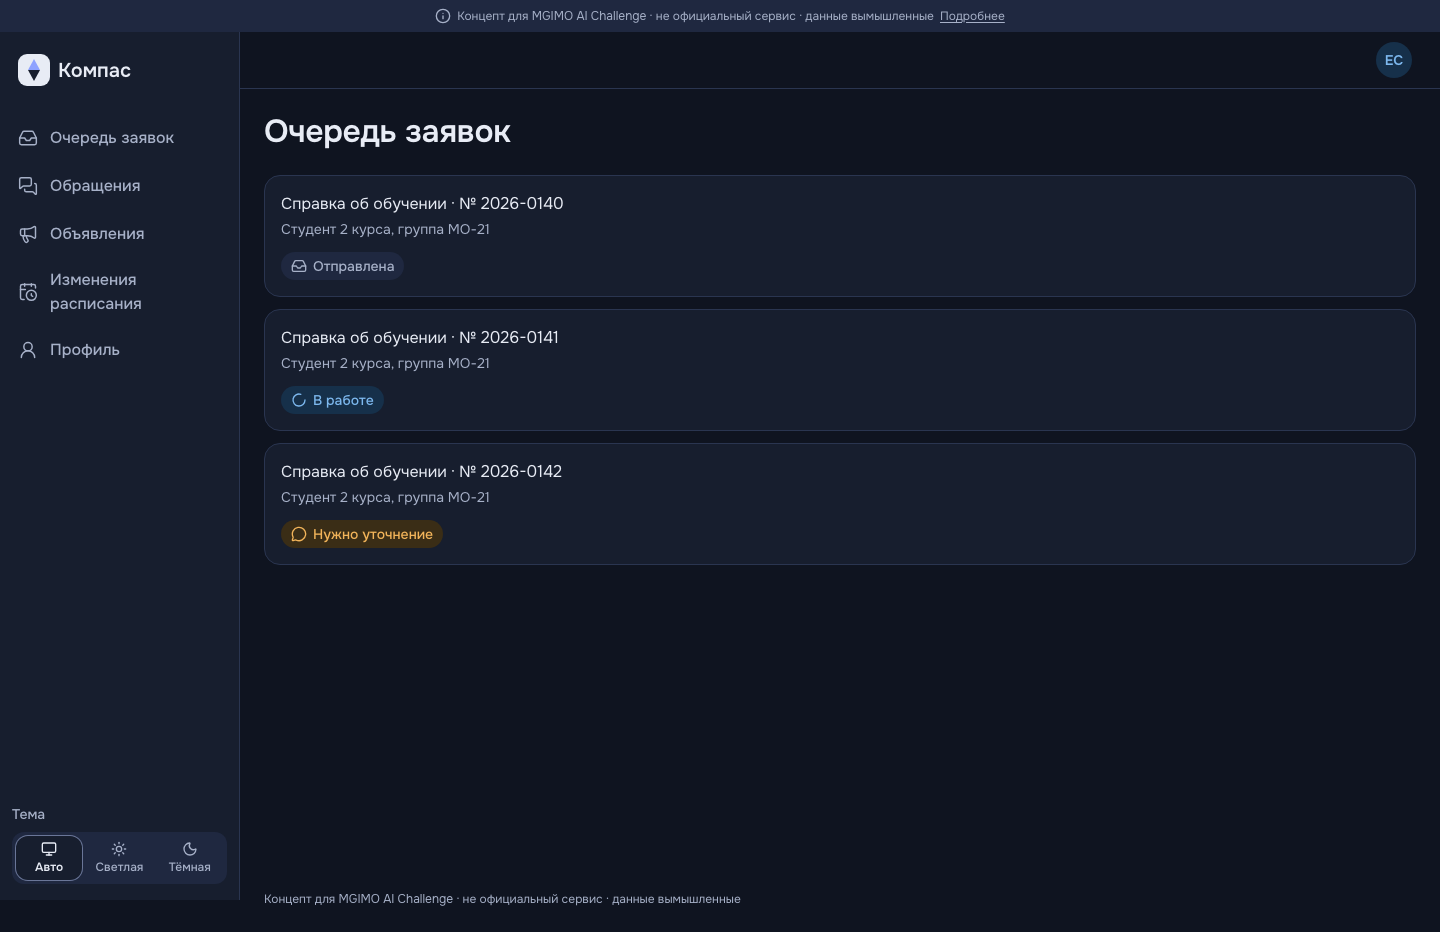 Концепт для MGIMO AI Challenge · не официальный сервис · данные вымышленные Подробнее
Компас
ЕС
Очередь заявок
Обращения
Объявления
Изменения
расписания
Профиль
Очередь заявок
Справка об обучении · № 2026-0140
Студент 2 курса, группа МО-21
Отправлена
Справка об обучении · № 2026-0141
Студент 2 курса, группа МО-21
В работе
Справка об обучении · № 2026-0142
Студент 2 курса, группа МО-21
Нужно уточнение
Тема
Авто Светлая Тёмная
Концепт для MGIMO AI Challenge · не официальный сервис · данные вымышленные